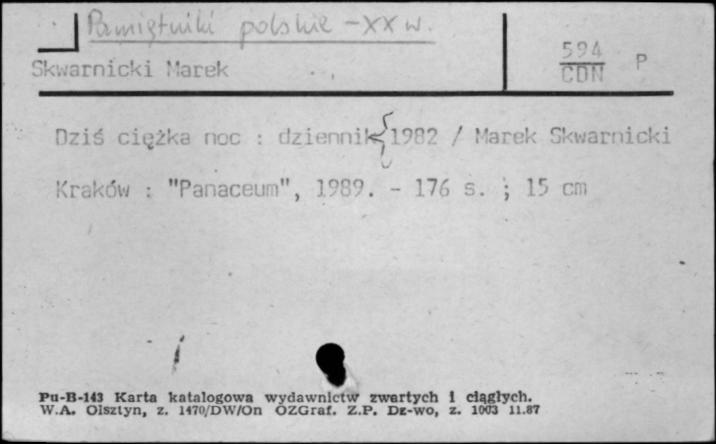 Pamiętniki polskie - XX w.
594
CDN P
Skwarnicki Marek
Dziś ciężka noc : dziennik 1982 / Marek Skwarnicki
Kraków : "Panaceum", 1989. - 176 s. ; 15 cm
Pu-B-143 Karta katalogowa wydawnictw zwartych i ciągłych.
W.A. Olsztyn, z. 1470/DW/On OZGraf. Z.P. Dz-wo, z. 1003 11.87